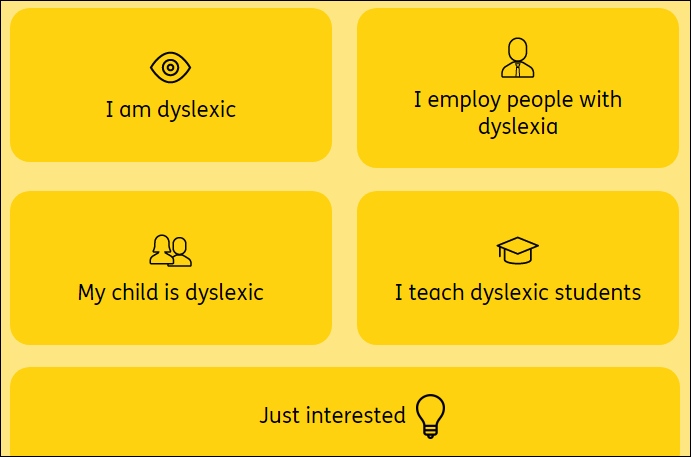 I am dyslexic
I employ people with
dyslexia
My child is dyslexic
I teach dyslexic students
Just interested